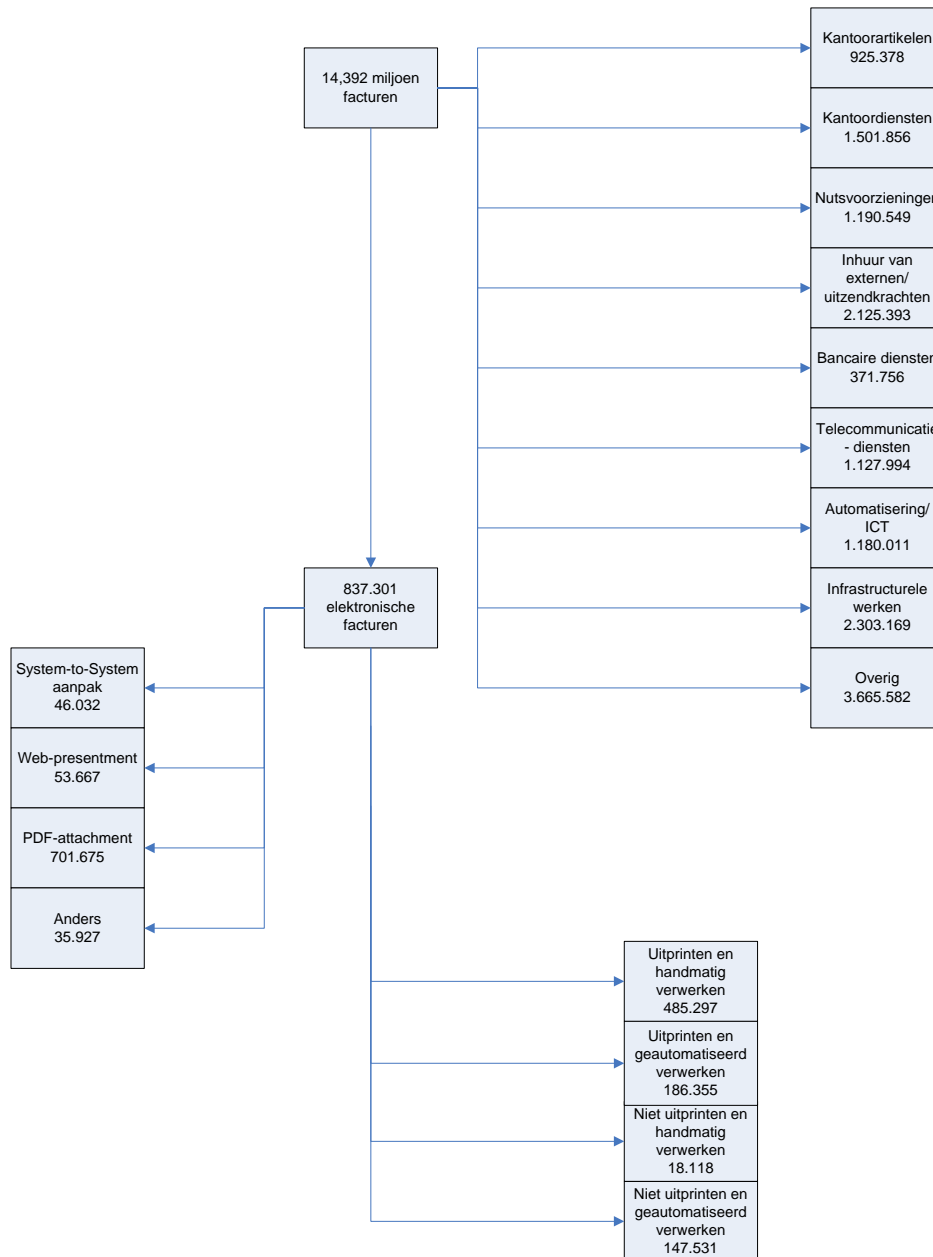 14,392 miljoen
facturen
Kantoorartikelen
925.378
Kantoordiensten
1.501.856
Nutsvoorzieningen
1.190.549
Inhuur van
externen/
uitzendkrachten
2.125.393
Bancaire diensten
371.756
Telecommunicatie
- diensten
1.127.994
Automatisering/
ICT
1.180.011
Infrastructurele
werken
2.303.169
Overig
3.665.582
837.301
elektronische
facturen
System-to-System
aanpak
46.032
Web-presentment
53.667
PDF-attachment
701.675
Anders
35.927
Uitprinten en
handmatig
verwerken
485.297
Uitprinten en
geautomatiseerd
verwerken
186.355
Niet uitprinten en
handmatig
verwerken
18.118
Niet uitprinten en
geautomatiseerd
verwerken
147.531